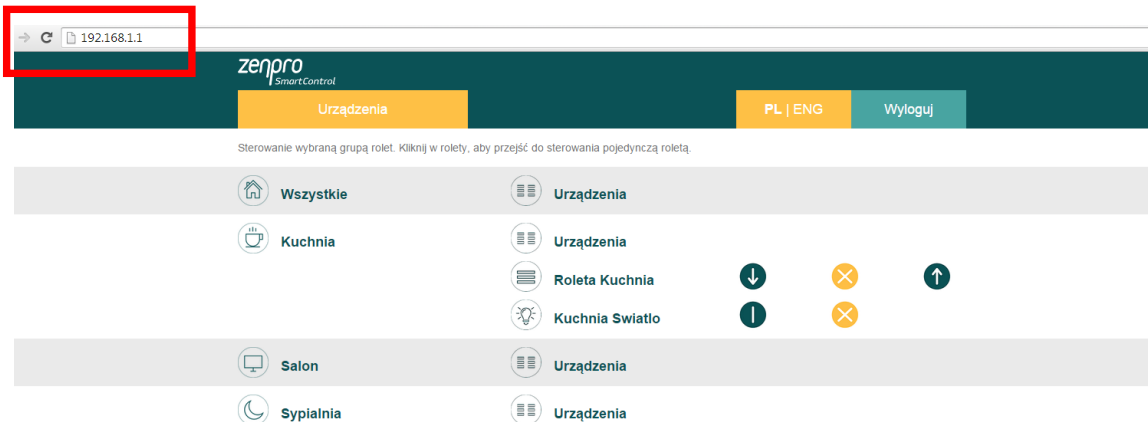 192.168.1.1
zenpro
SmartControl
Urządzenia
PL | ENG
Wyloguj
Sterowanie wybraną grupą rolet. Kliknij w rolety, aby przejść do sterowania pojedynczą roletą.
Wszystkie
Urządzenia
Kuchnia
Urządzenia
Roleta Kuchnia
Kuchnia Swiatlo
Salon
Urządzenia
Sypialnia
Urządzenia